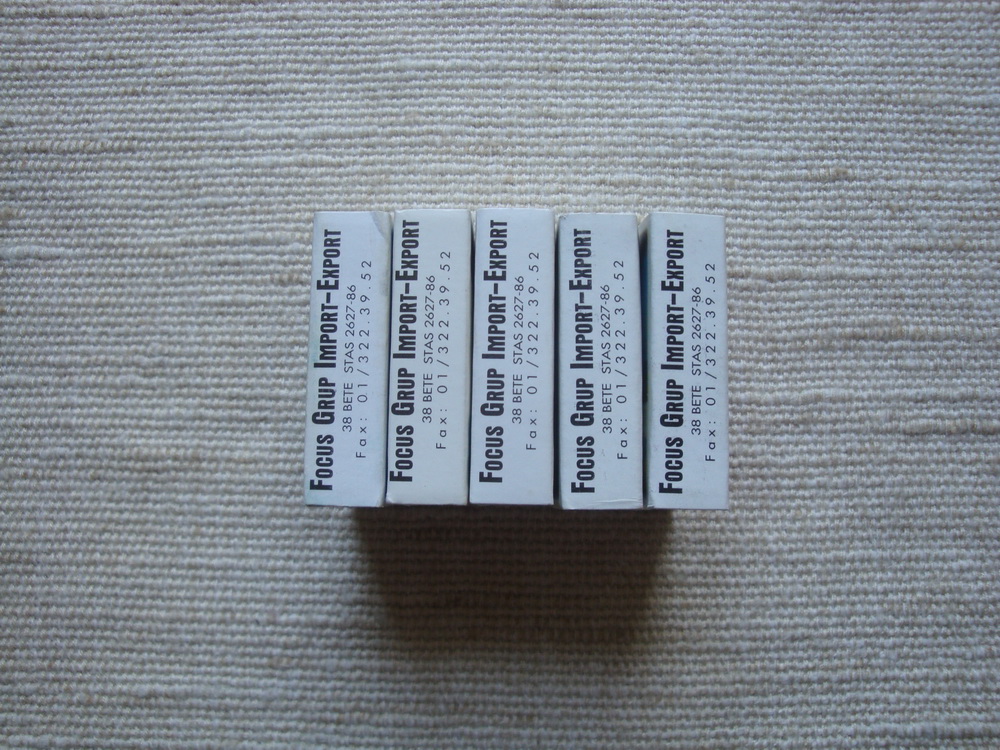 FOCUS GRUP IMPORT-EXPORT
38 BETE STAS 2627-86
Fax: 01/322.39.52
FOCUS GRUP IMPORT-EXPORT
38 BETE STAS 2627-86
Fax: 01/322.39.52
FOCUS GRUP IMPORT-EXPORT
38 BETE STAS 2627-86
Fax: 01/322.39.52
FOCUS GRUP IMPORT-EXPORT
38 BETE STAS 2627-86
Fax: 01/322.39.52
FOCUS GRUP IMPORT-EXPORT
38 BETE STAS 2627-86
Fax: 01/322.39.52